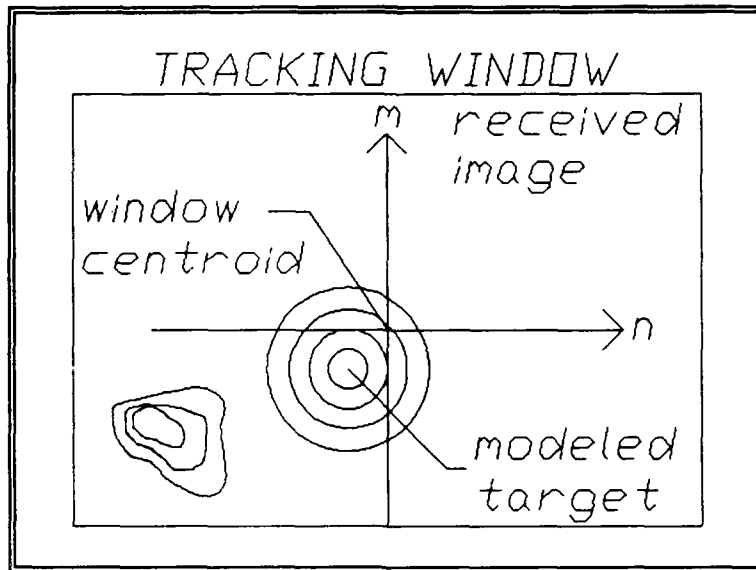 TRACKING WINDOW
m
received
image
window
centroid
n
modeled
target